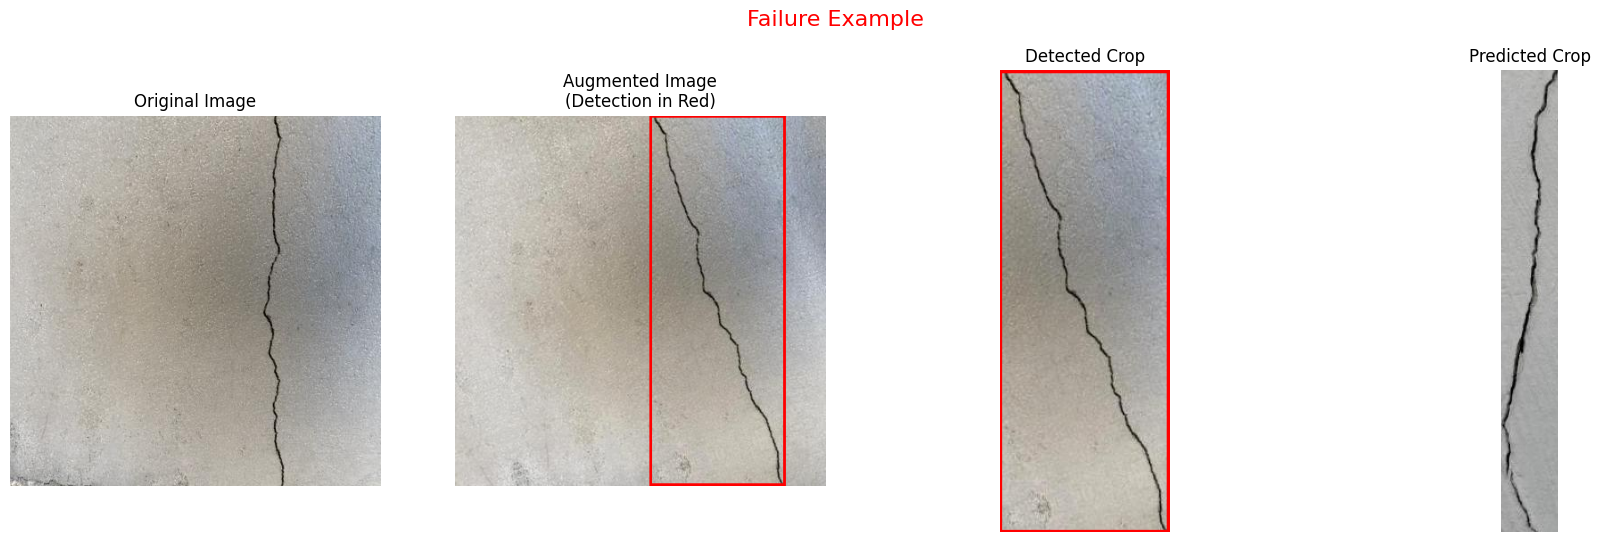 Failure Example
Original Image
Augmented Image
(Detection in Red)
Detected Crop
Predicted Crop